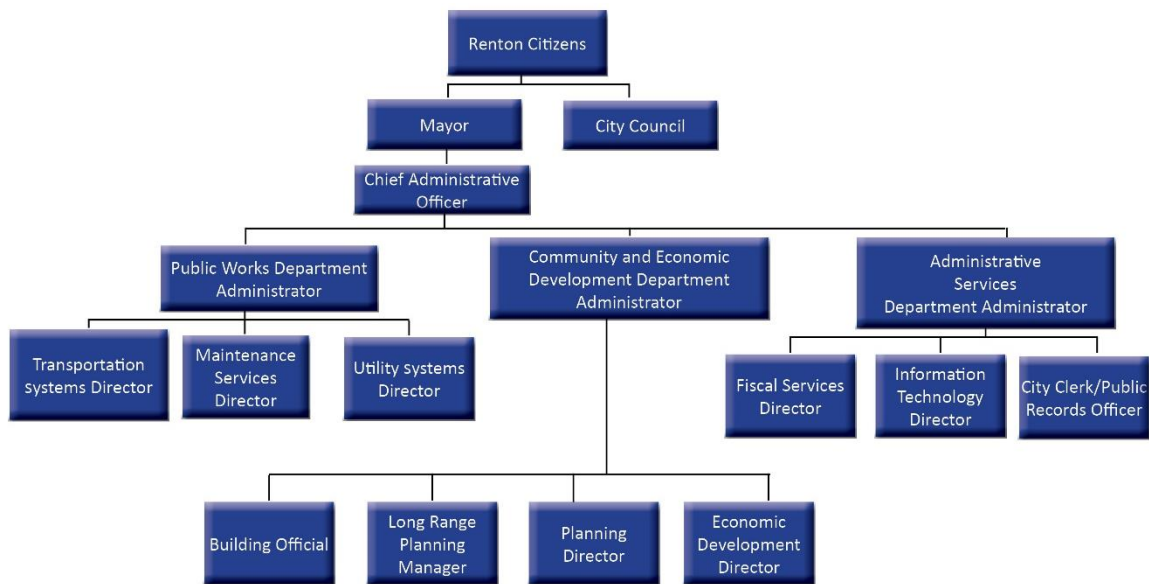 Renton Citizens
Mayor
City Council
Chief Administrative
Officer
Public Works Department
Administrator
Community and Economic
Development Department
Administrator
Administrative
Services
Department Administrator
Transportation
systems Director
Maintenance
Services
Director
Utility Systems
Director
Fiscal Services
Director
Information
Technology
Director
City Clerk/Public
Records Officer
Building Official
Long Range
Planning
Manager
Planning
Director
Economic
Development
Director